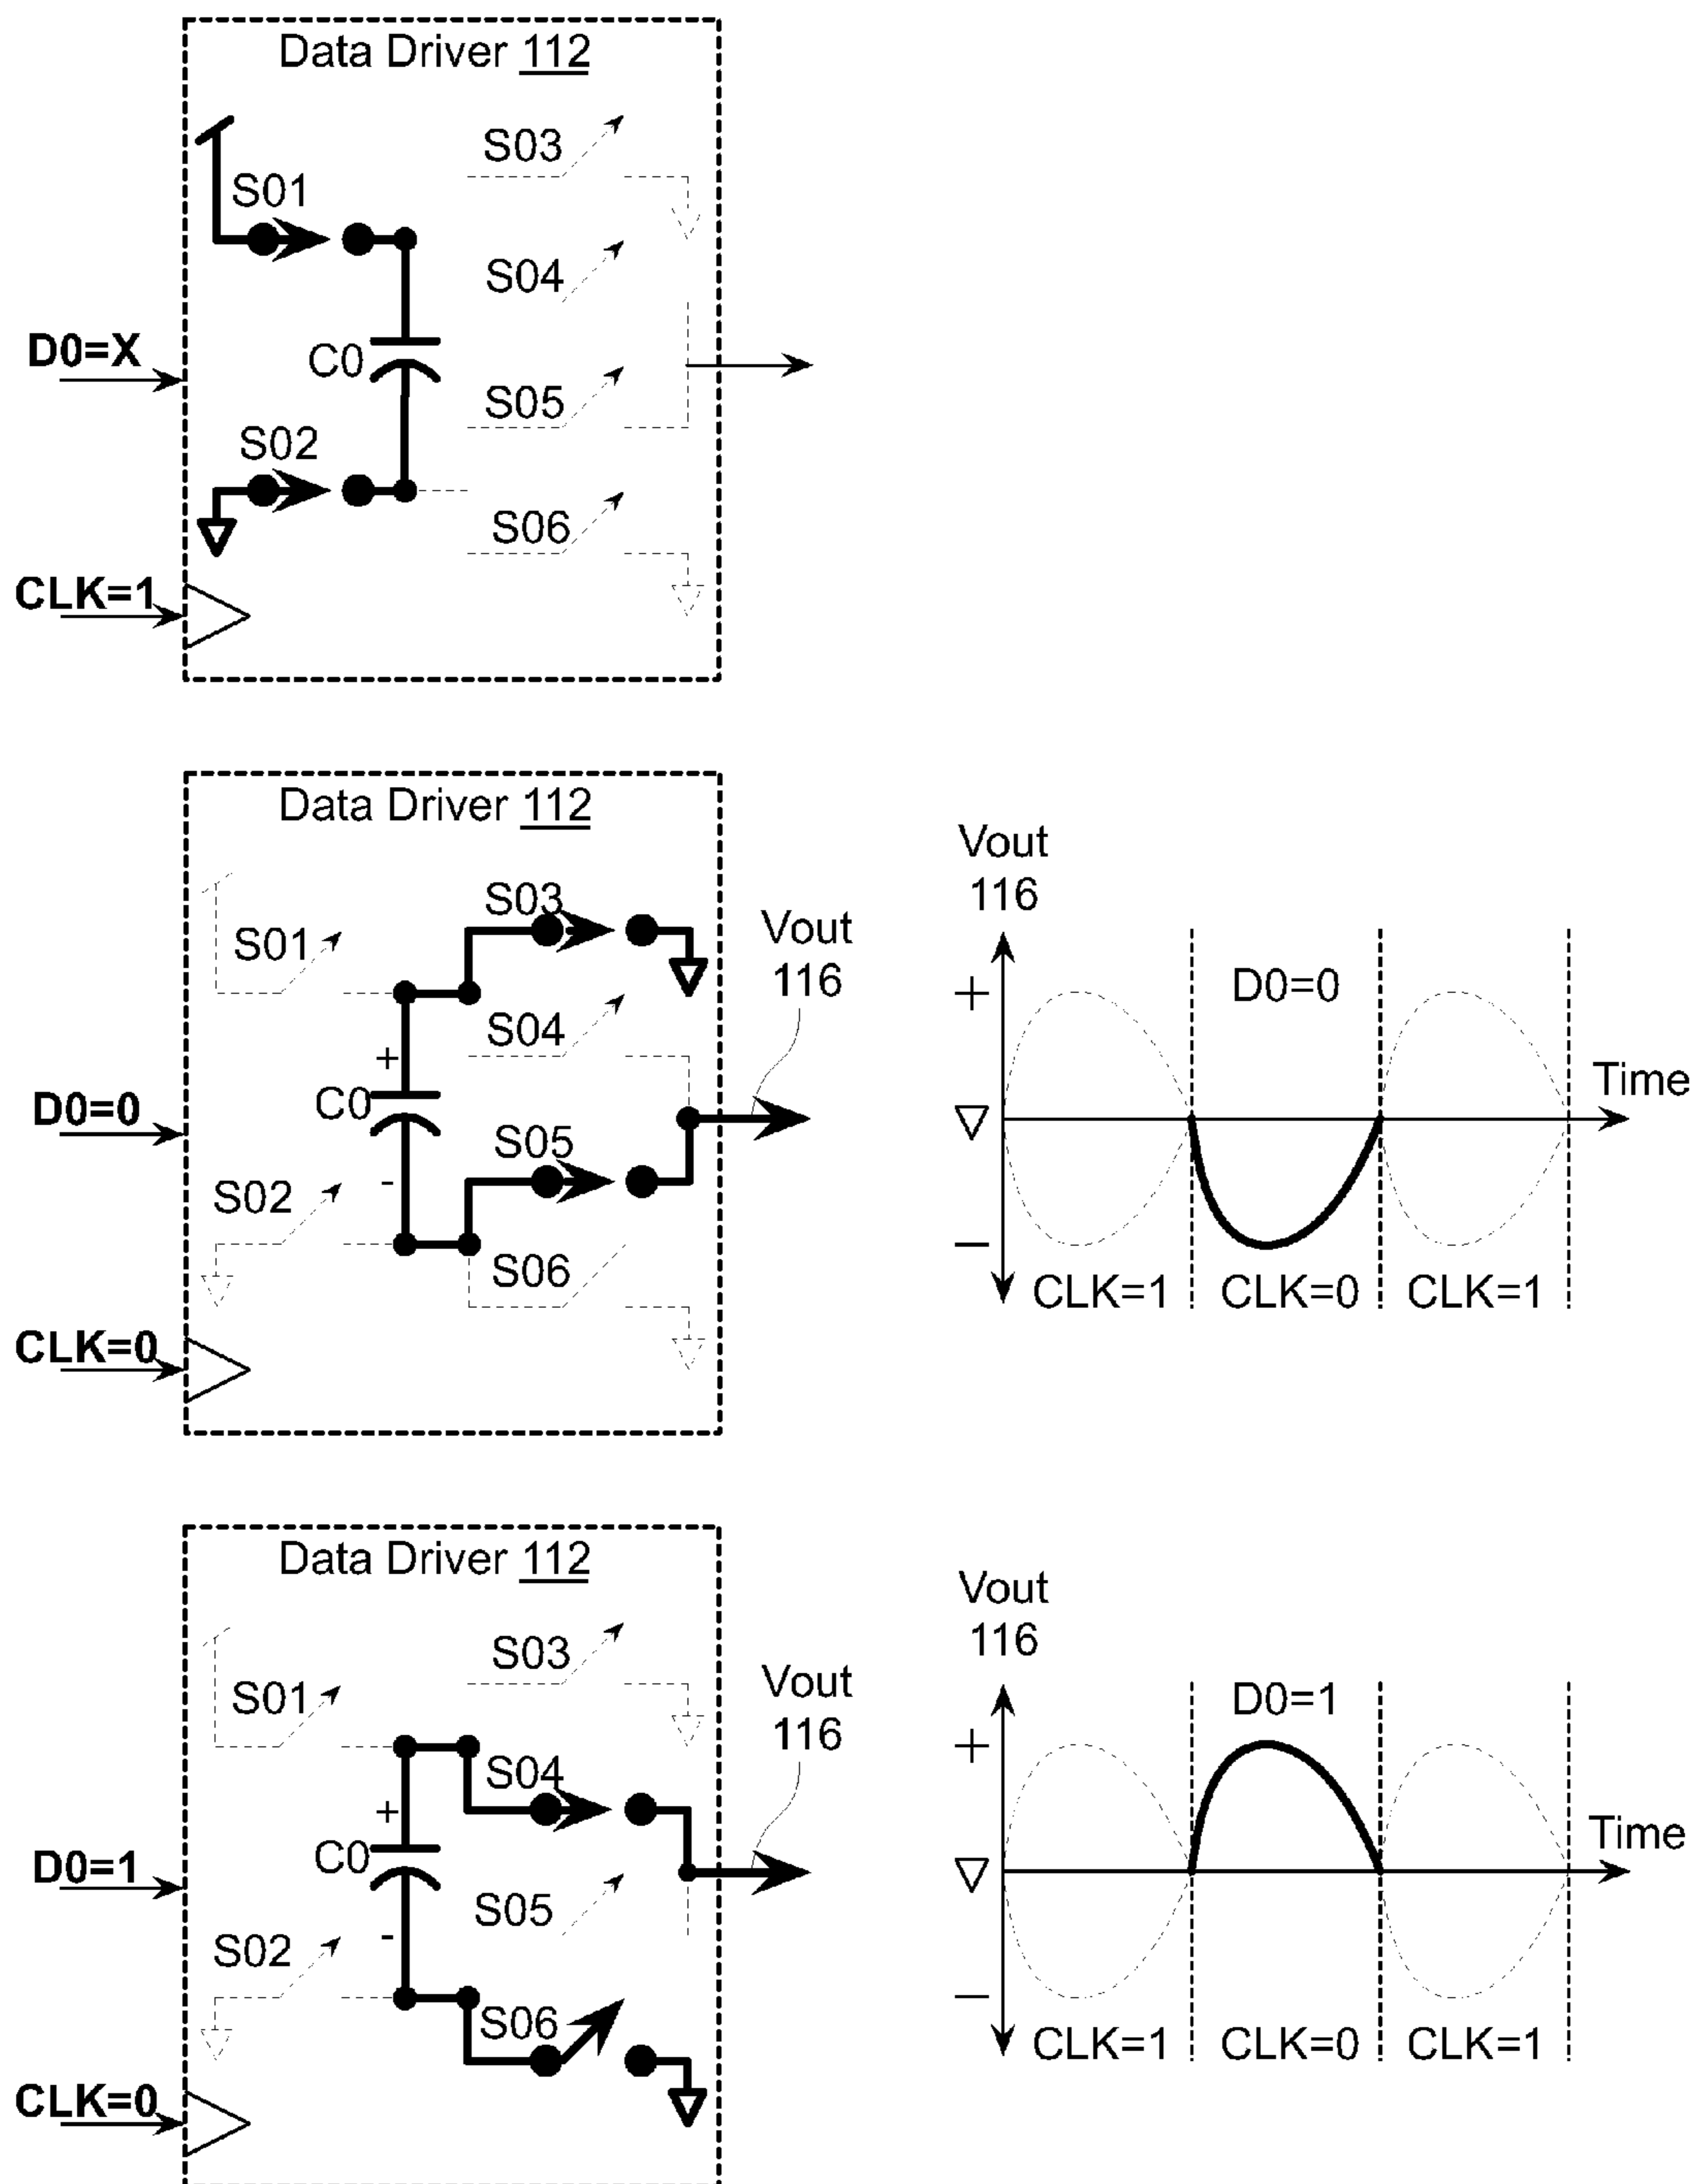 Data Driver 112
S03
S01
S04
D0=X
C0
S05
S02
S06
CLK=1
Data Driver 112
S03
S01
S04
+
C0
D0=0
S05
S02
-
S06
CLK=0
Vout
116
Vout
116
+
D0=0
Time
−
CLK=1
CLK=0
CLK=1
Data Driver 112
S03
S01
S04
+
C0
D0=1
S05
S02
-
S06
CLK=0
Vout
116
Vout
116
D0=1
+
Time
−
CLK=1
CLK=0
CLK=1